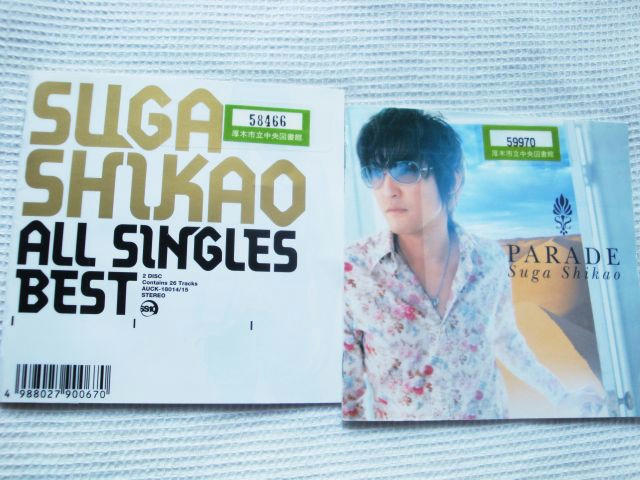 SUGA
SHIKAO
ALL SINGLES
BEST
2 DISC
Contains 26 Tracks
AUCK-18014/15
STEREO
58466
厚木市立中央図書館
4 988027 900670
59970
厚木市立中央図書館
PARADE
Suga Shikao